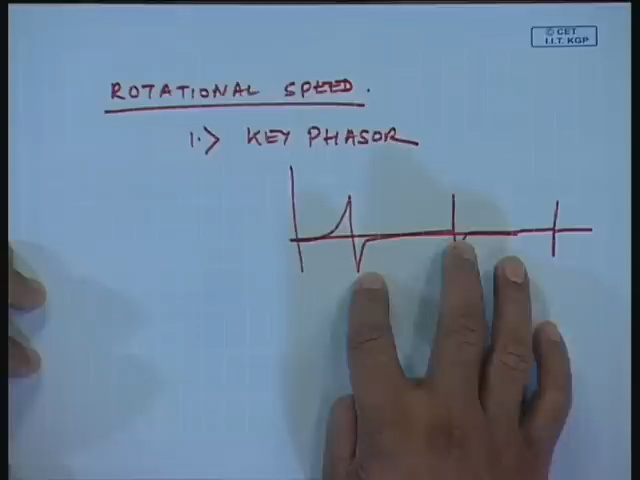 © CET
I.I.T. KGP
ROTATIONAL SPEED.
1.> KEY PHASOR